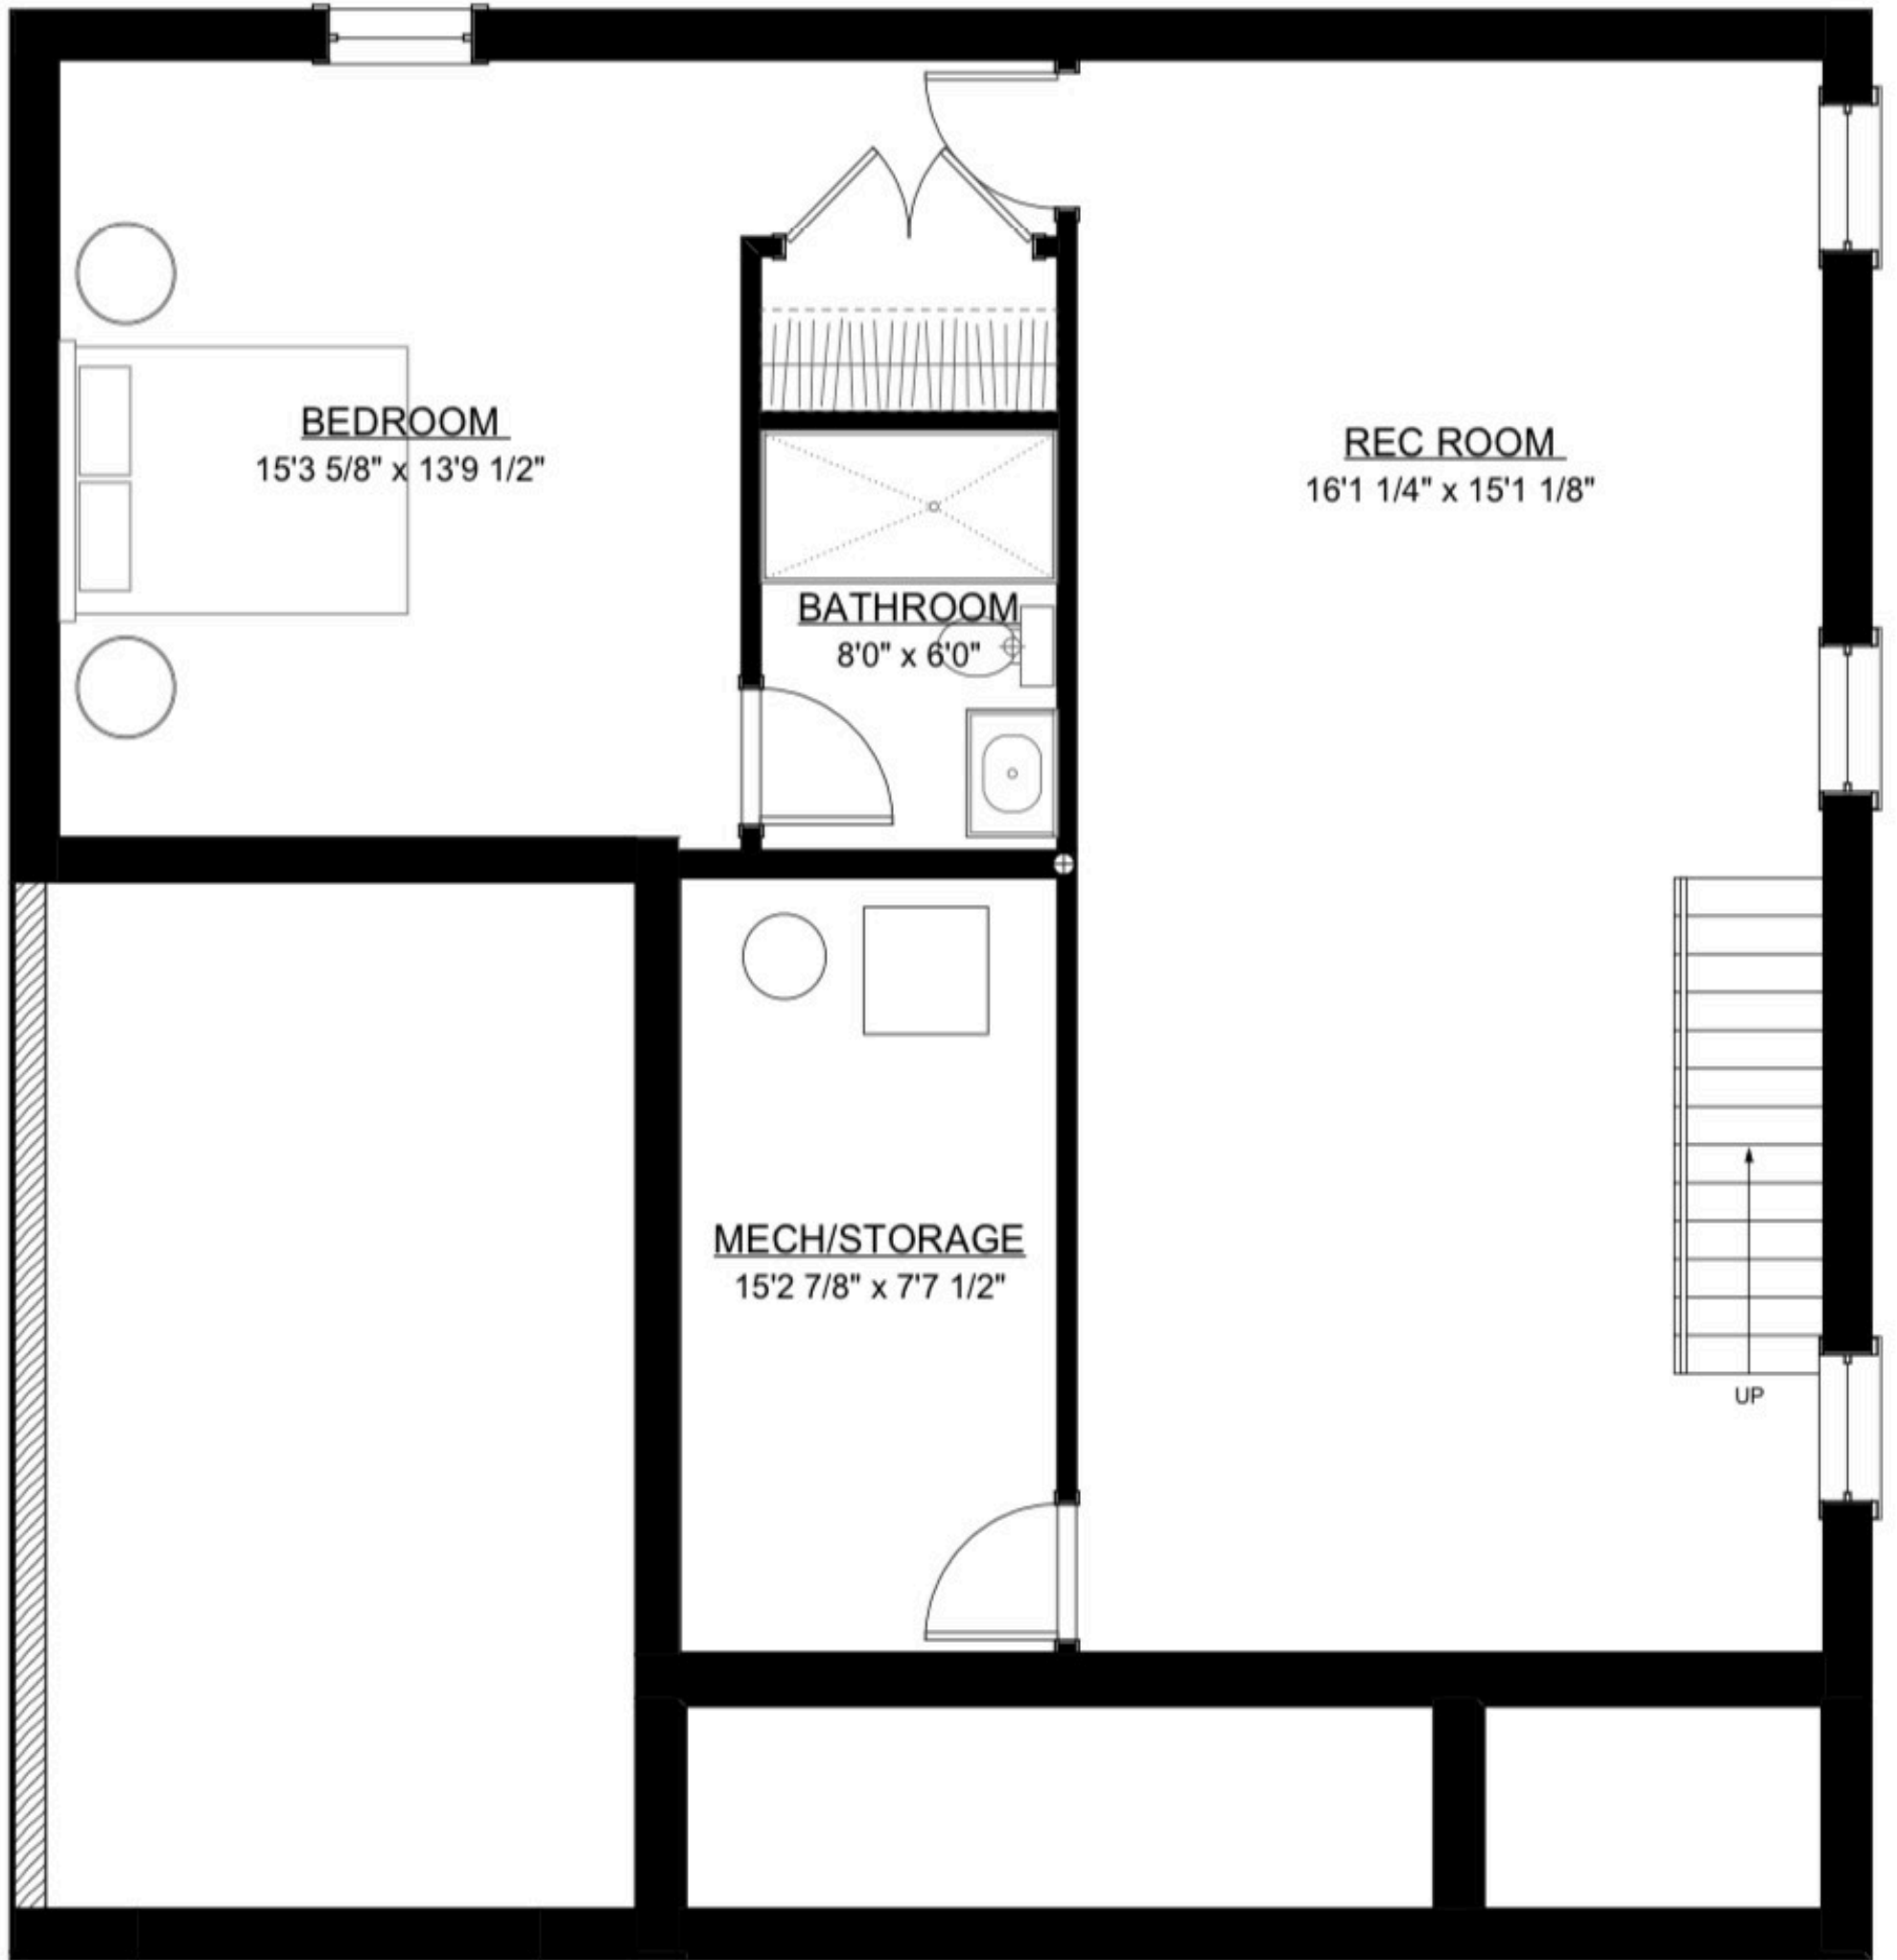 BEDROOM
15'3 5/8" x 13'9 1/2"
REC ROOM
16'1 1/4" x 15'1 1/8"
BATHROOM
8'0" x 6'0"
MECH/STORAGE
15'2 7/8" x 7'7 1/2"
UP